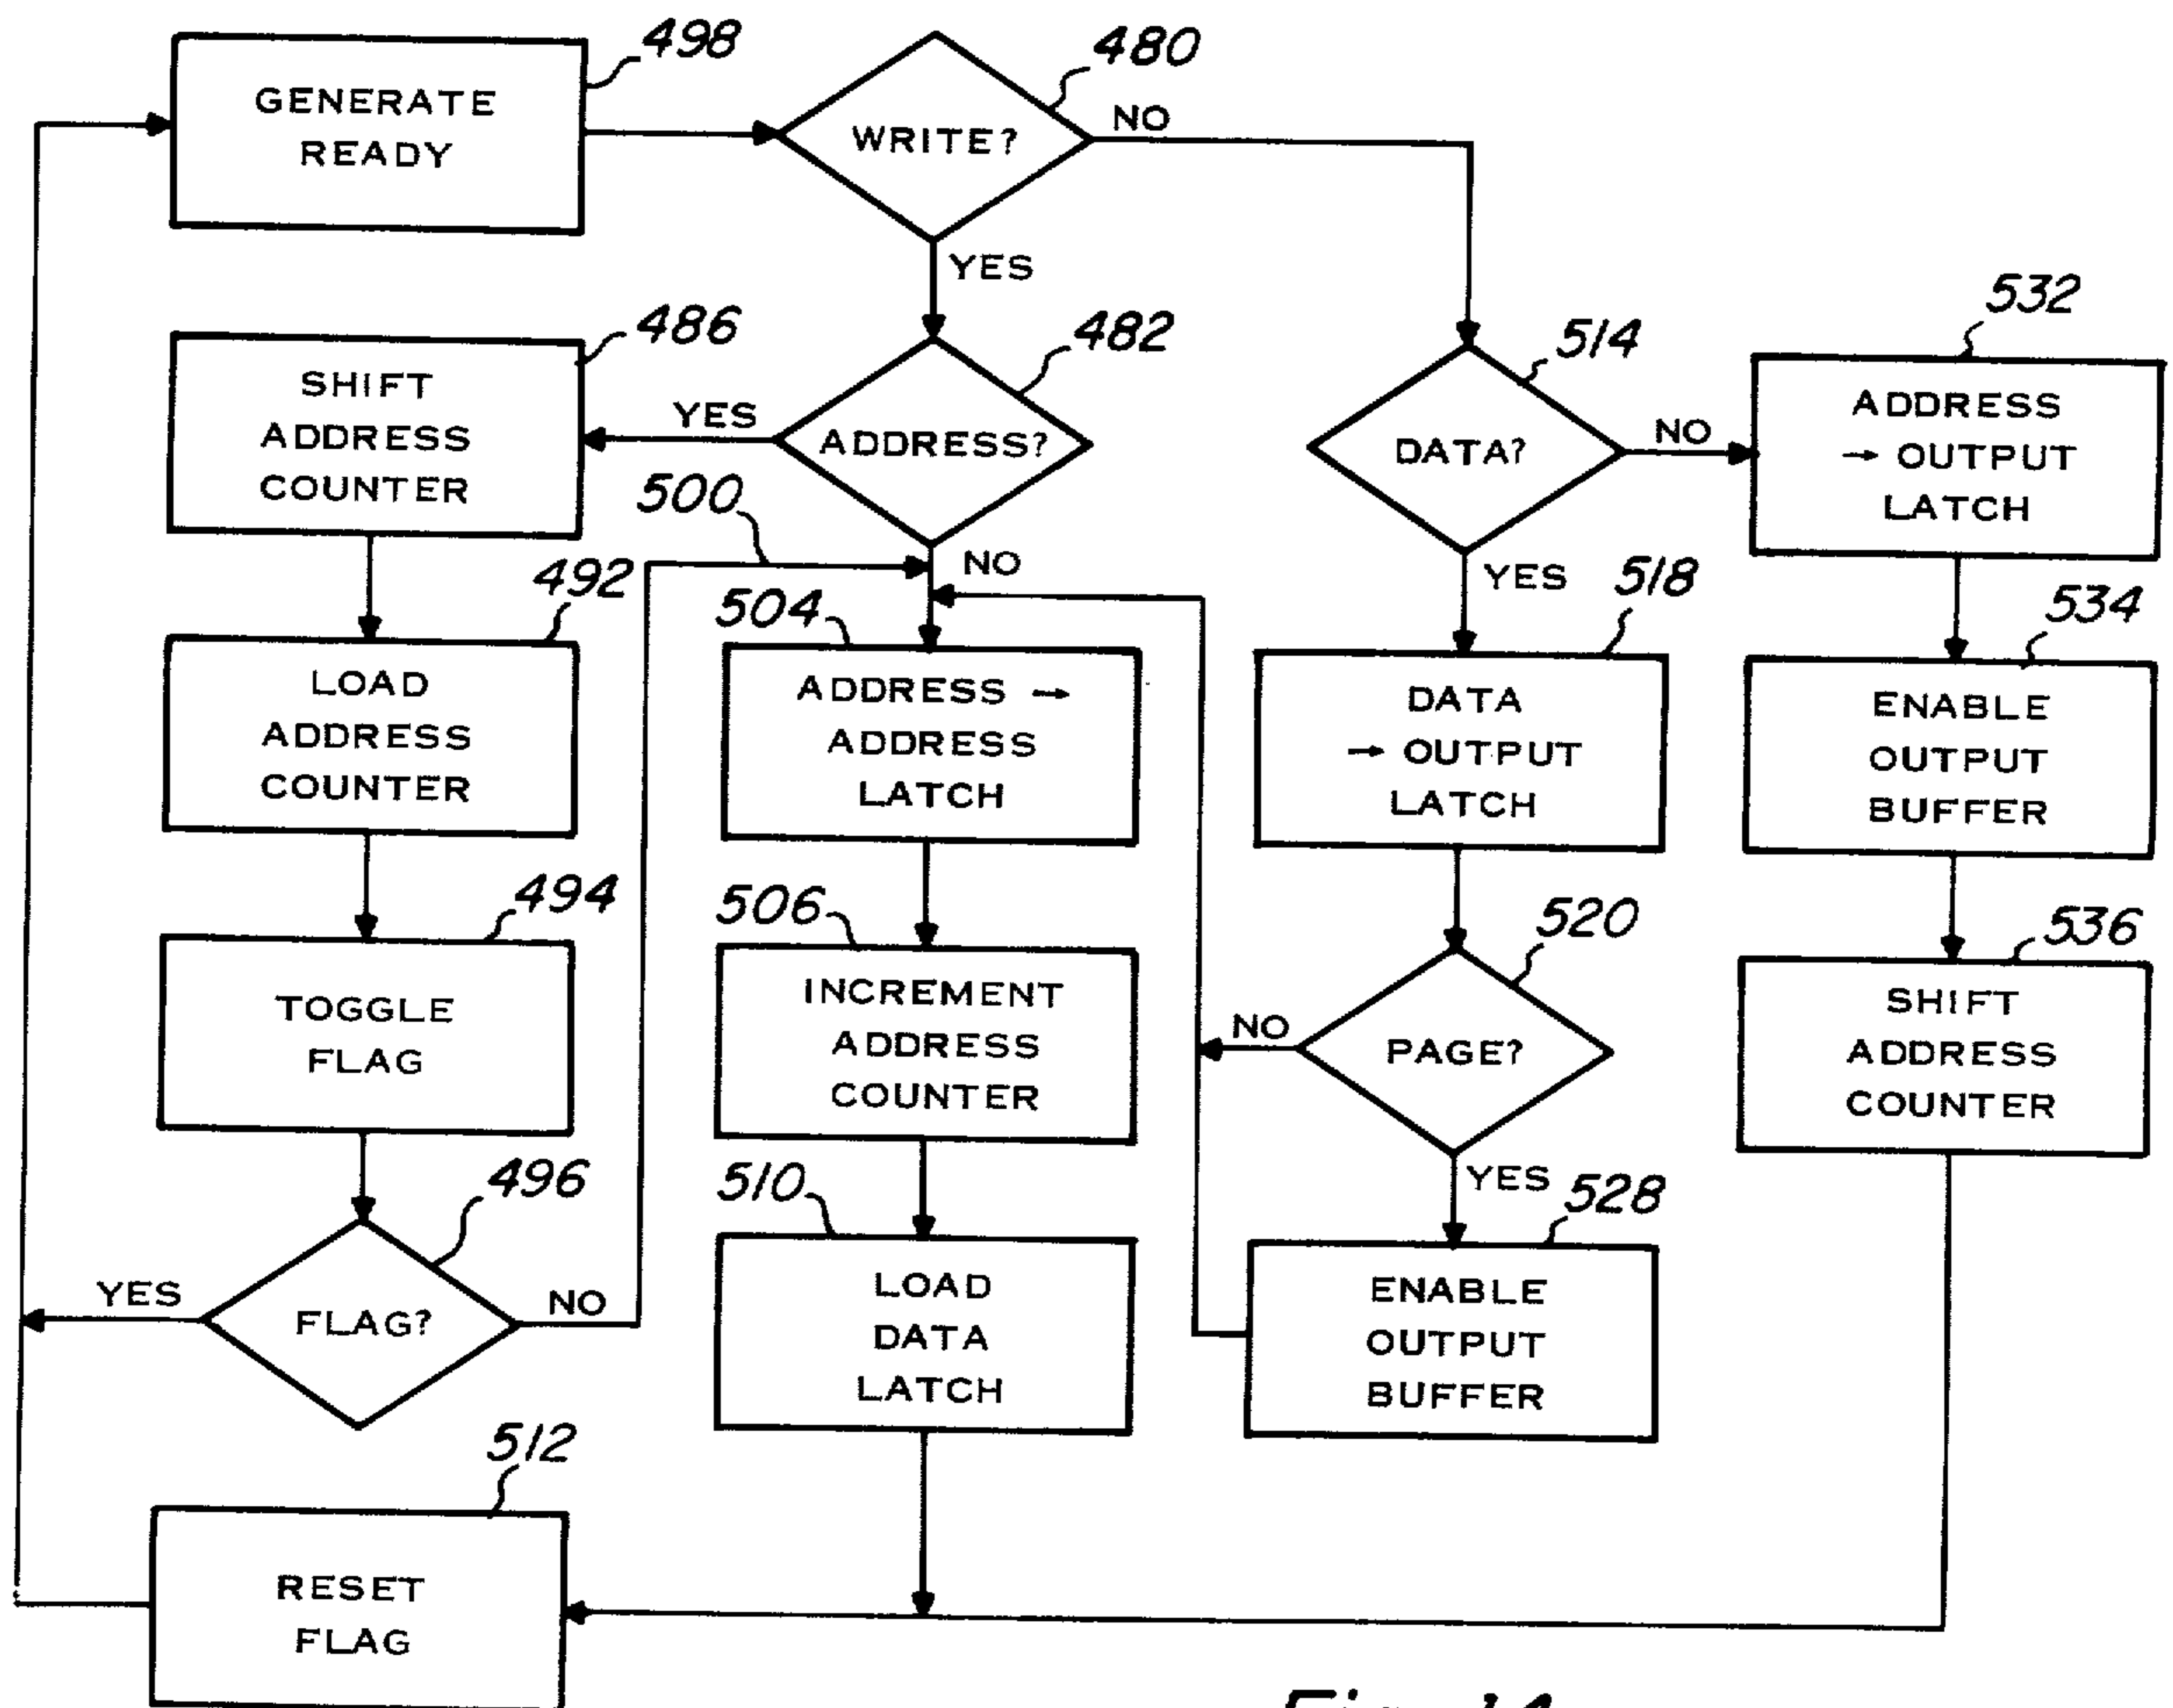 498
GENERATE
READY
480
WRITE?
NO
YES
486
SHIFT
ADDRESS
COUNTER
YES
482
ADDRESS?
500
NO
514
DATA?
NO
YES
532
ADDRESS
→ OUTPUT
LATCH
492
LOAD
ADDRESS
COUNTER
504
ADDRESS →
ADDRESS
LATCH
518
DATA
→ OUTPUT
LATCH
534
ENABLE
OUTPUT
BUFFER
494
TOGGLE
FLAG
506
INCREMENT
ADDRESS
COUNTER
520
NO
PAGE?
YES
536
SHIFT
ADDRESS
COUNTER
496
YES
FLAG?
NO
510
LOAD
DATA
LATCH
528
ENABLE
OUTPUT
BUFFER
512
RESET
FLAG
Fig. 14